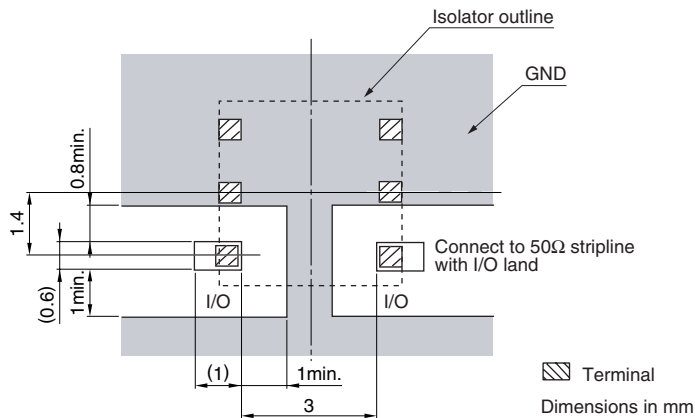 Isolator outline
GND
0.8min.
1.4
(0.6)
1min.
Connect to 50Ω stripline
with I/O land
I/O
I/O
(1)
1min.
3
Terminal
Dimensions in mm